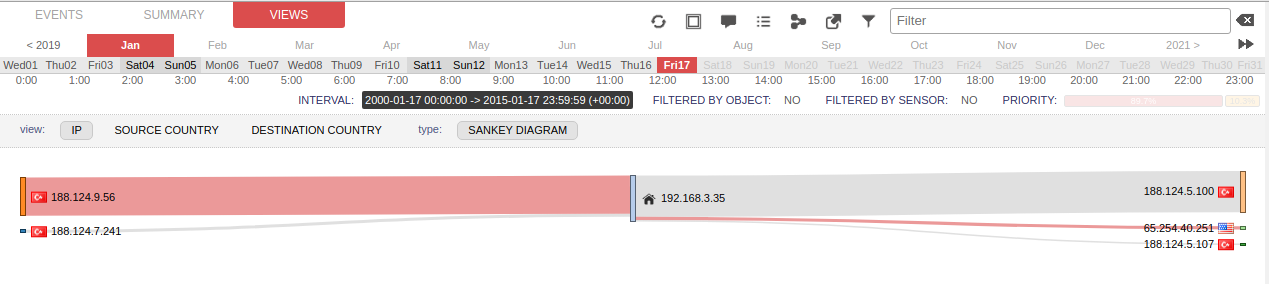 EVENTS SUMMARY VIEWS Filter
< 2019 Jan Feb Mar Apr May Jun Jul Aug Sep Oct Nov Dec 2021 >
Wed01 Thu02 Fri03 Sat04 Sun05 Mon06 Tue07 Wed08 Thu09 Fri10 Sat11 Sun12 Mon13 Tue14 Wed15 Thu16 Fri17 Sat18 Sun19 Mon20 Tue21 Wed22 Thu23 Fri24 Sat25 Sun26 Mon27 Tue28 Wed29 Thu30 Fri31
0:00 1:00 2:00 3:00 4:00 5:00 6:00 7:00 8:00 9:00 10:00 11:00 12:00 13:00 14:00 15:00 16:00 17:00 18:00 19:00 20:00 21:00 22:00 23:00
INTERVAL: 2000-01-17 00:00:00 -> 2015-01-17 23:59:59 (+00:00) FILTERED BY OBJECT: NO FILTERED BY SENSOR: NO PRIORITY:
view: IP SOURCE COUNTRY DESTINATION COUNTRY type: SANKEY DIAGRAM
188.124.9.56 192.168.3.35 188.124.5.100
188.124.7.241 65.254.40.251
188.124.5.107